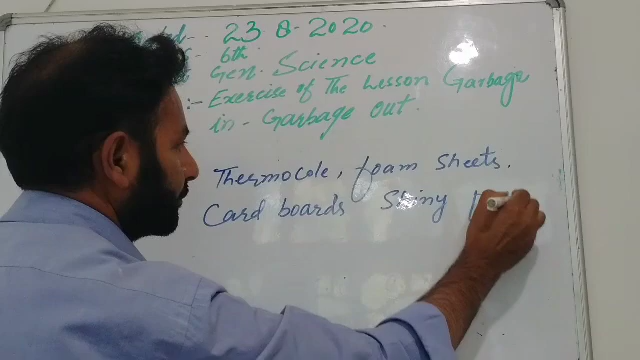 23-8-2020.
6th
Gen. Science
:- Exercise of The Lesson Garbage
in - Garbage out.
Thermocole, foam Sheets.
Card boards Shiny